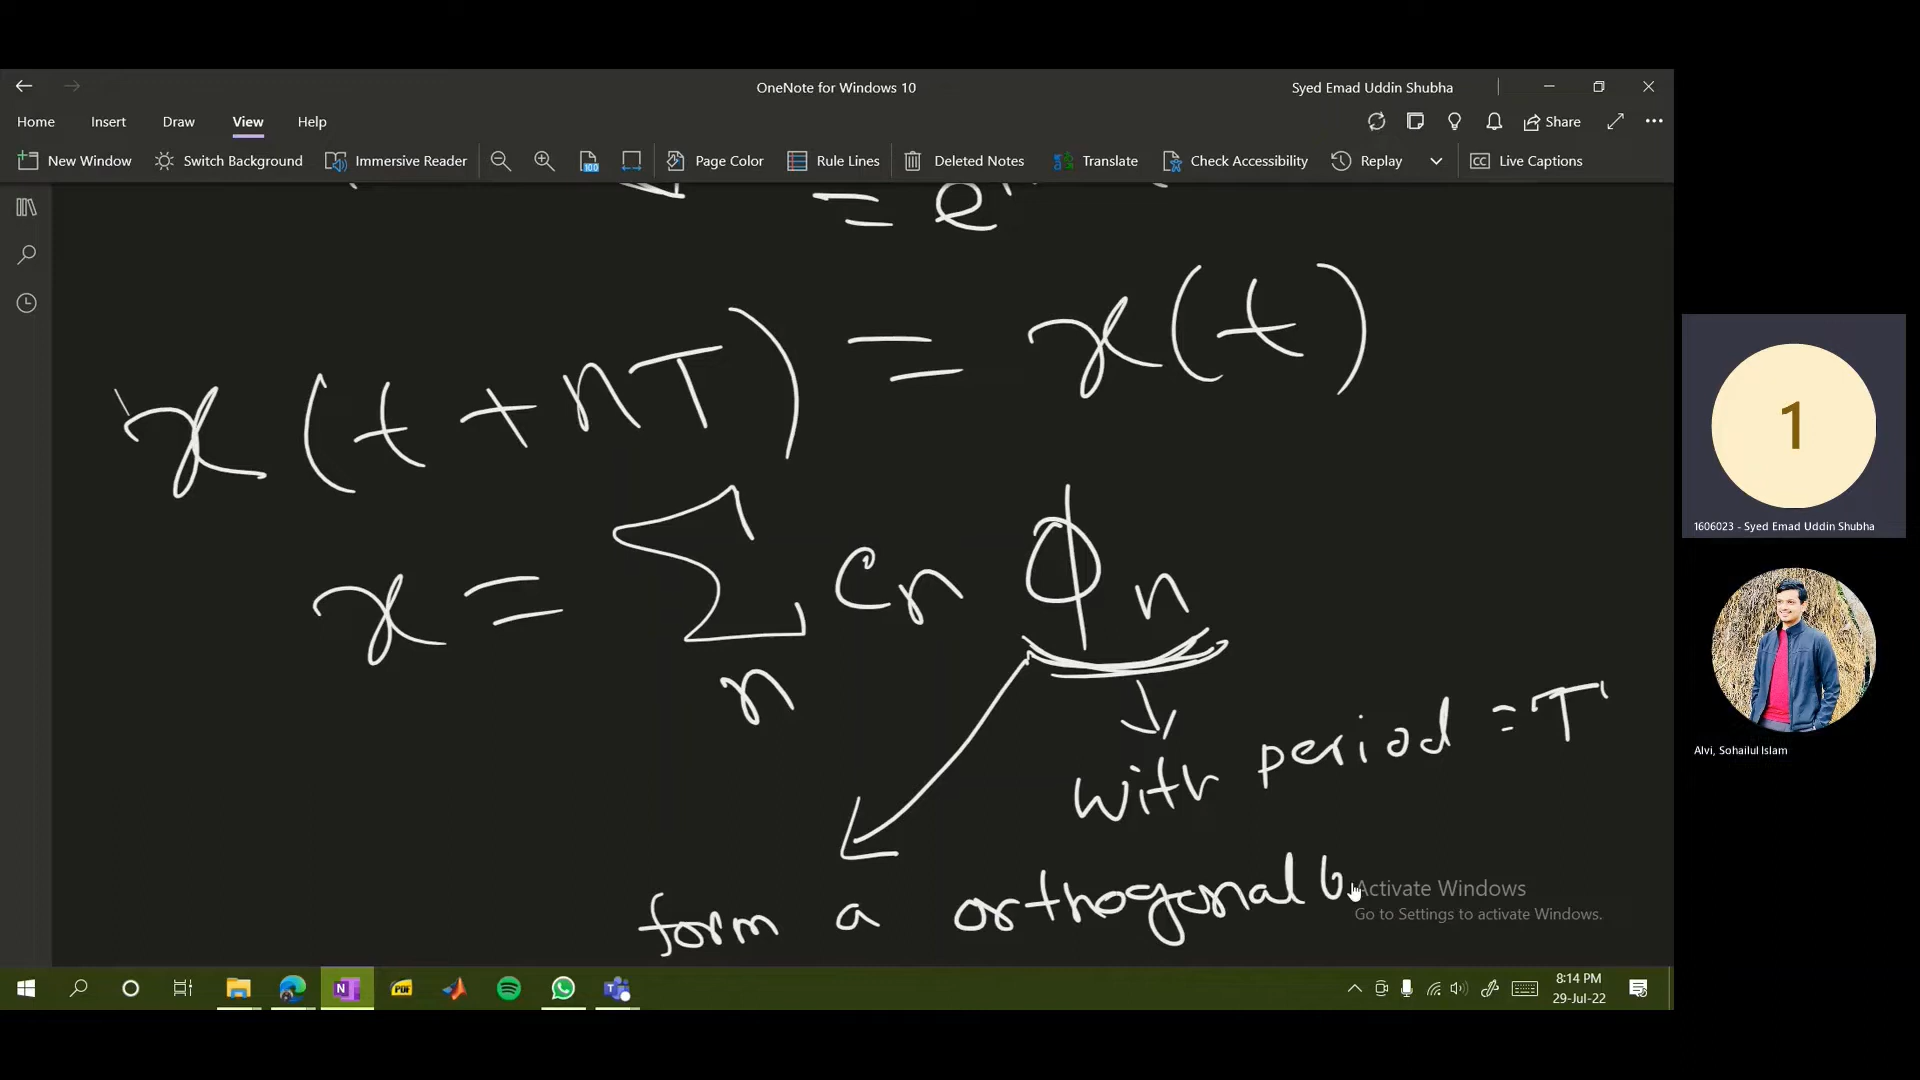 OneNote for Windows 10
Syed Emad Uddin Shubha
Home Insert Draw View Help
Share
New Window Switch Background Immersive Reader Page Color Rule Lines Deleted Notes Translate Check Accessibility Replay Live Captions
= e
x(t + nT) = x(t)
x = ∑ cn ϕn
n
with period = T
form a orthogonal b
Activate Windows
Go to Settings to activate Windows.
1
1606023 - Syed Emad Uddin Shubha
Alvi, Sohailul Islam
8:14 PM
29-Jul-22